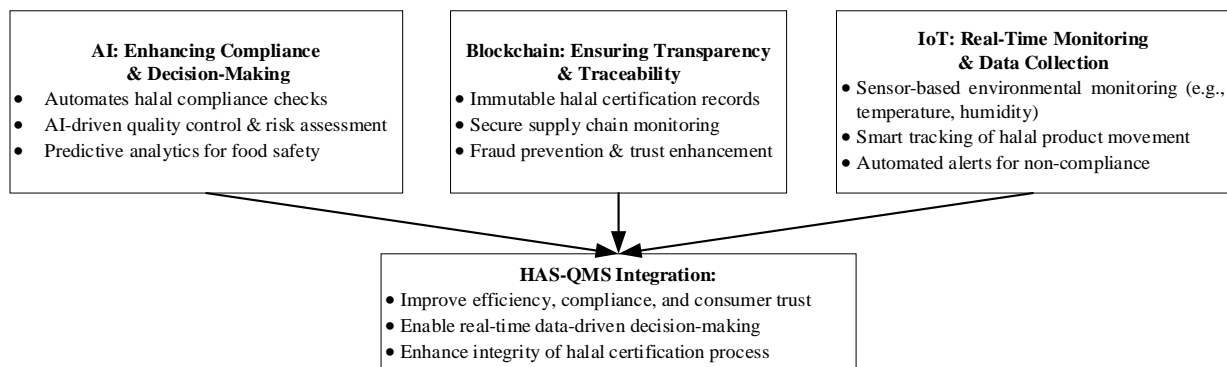 AI: Enhancing Compliance
& Decision-Making
• Automates halal compliance checks
• AI-driven quality control & risk assessment
• Predictive analytics for food safety
Blockchain: Ensuring Transparency
& Traceability
• Immutable halal certification records
• Secure supply chain monitoring
• Fraud prevention & trust enhancement
IoT: Real-Time Monitoring
& Data Collection
• Sensor-based environmental monitoring (e.g.,
temperature, humidity)
• Smart tracking of halal product movement
• Automated alerts for non-compliance
HAS-QMS Integration:
• Improve efficiency, compliance, and consumer trust
• Enable real-time data-driven decision-making
• Enhance integrity of halal certification process